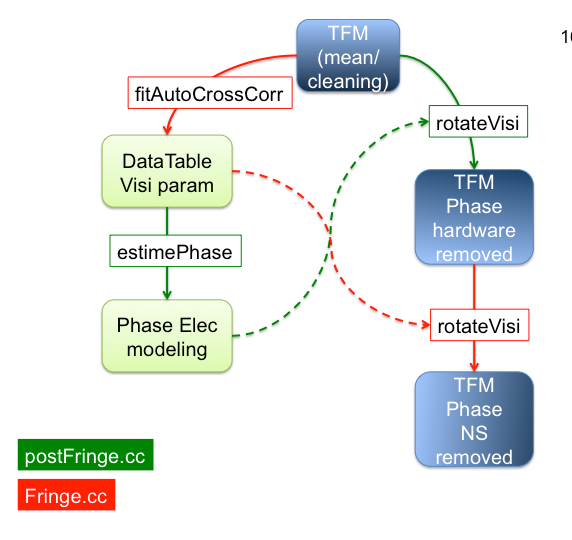 TFM
(mean/
cleaning)
10
fitAutoCrossCorr
rotateVisi
DataTable
Visi param
TFM
Phase
hardware
removed
estimePhase
Phase Elec
modeling
rotateVisi
TFM
Phase
NS
removed
postFringe.cc
Fringe.cc